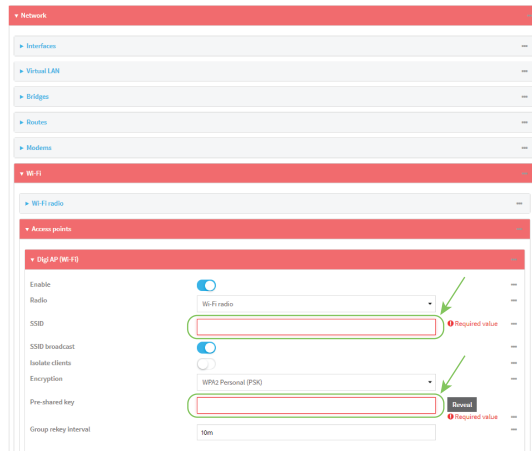 Network
Interfaces
Virtual LAN
Bridges
Routes
Modems
Wi-Fi
Wi-Fi radio
Access points
Digi AP (Wi-Fi)
Enable
Radio Wi-Fi radio
SSID Required value
SSID broadcast
Isolate clients
Encryption WPA2 Personal (PSK)
Pre-shared key Reveal
Required value
Group rekey interval 10m